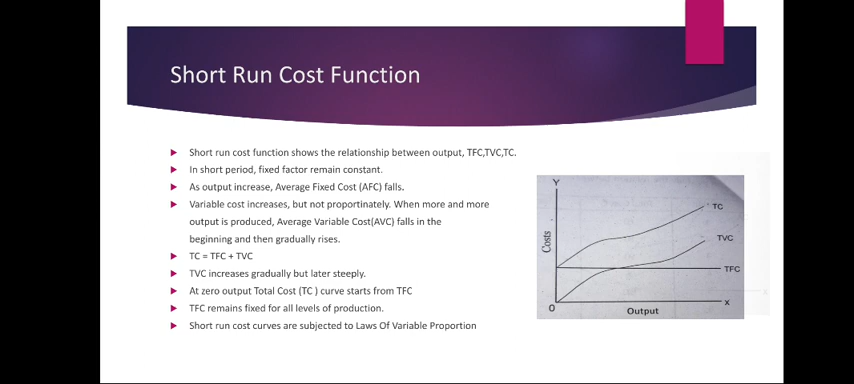 Short Run Cost Function
Short run cost function shows the relationship between output, TFC,TVC,TC.
In short period, fixed factor remain constant.
As output increase, Average Fixed Cost (AFC) falls.
Variable cost increases, but not proportinately. When more and more
output is produced, Average Variable Cost(AVC) falls in the
beginning and then gradually rises.
TC = TFC + TVC
TVC increases gradually but later steeply.
At zero output Total Cost (TC ) curve starts from TFC
TFC remains fixed for all levels of production.
Short run cost curves are subjected to Laws Of Variable Proportion
Y
TC
TVC
Costs
TFC
X
O
Output